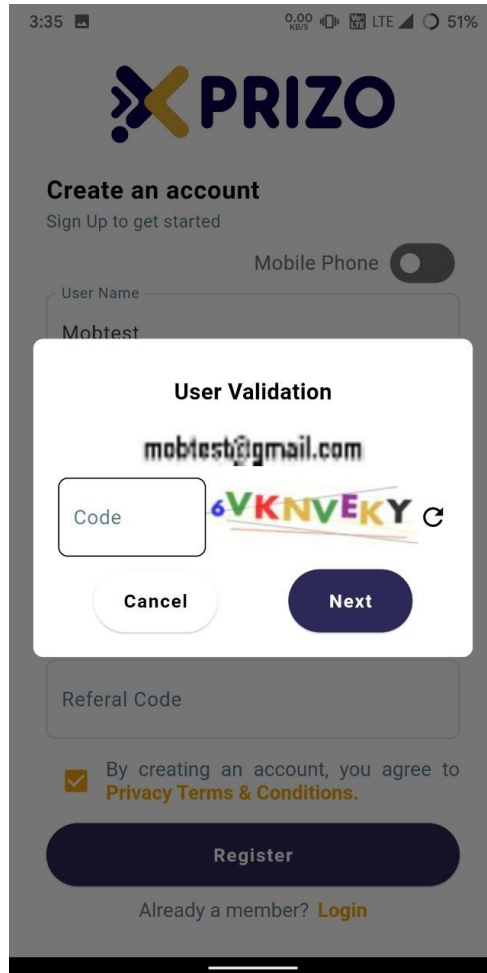 3:35 0.00 KB/S VoLTE LTE 51%
PRIZO
Create an account
Sign Up to get started
Mobile Phone
User Name
Mobtest
User Validation
mobtest@gmail.com
Code 6VKNVEKY
Cancel Next
Referal Code
By creating an account, you agree to
Privacy Terms & Conditions.
Register
Already a member? Login